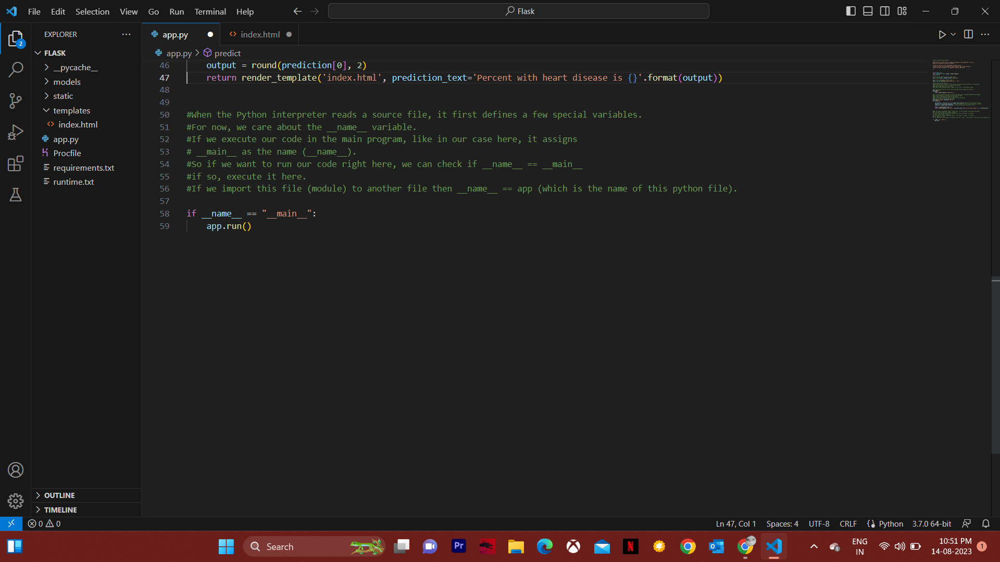 File Edit Selection View Go Run Terminal Help
Flask
EXPLORER
2
app.py
index.html
FLASK
__pycache__
models
static
templates
index.html
app.py
Procfile
requirements.txt
runtime.txt
OUTLINE
TIMELINE
app.py > predict
46 output = round(prediction[0], 2)
47 return render_template('index.html', prediction_text='Percent with heart disease is {}'.format(output))
48
49
50 #When the Python interpreter reads a source file, it first defines a few special variables.
51 #For now, we care about the __name__ variable.
52 #If we execute our code in the main program, like in our case here, it assigns
53 # __main__ as the name (__name__).
54 #So if we want to run our code right here, we can check if __name__ == __main__
55 #if so, execute it here.
56 #If we import this file (module) to another file then __name__ == app (which is the name of this python file).
57
58 if __name__ == "__main__":
59 app.run()
0 0
Ln 47, Col 1 Spaces: 4 UTF-8 CRLF Python 3.7.0 64-bit
Search
Pr
N
ENG
IN
10:51 PM
14-08-2023
1